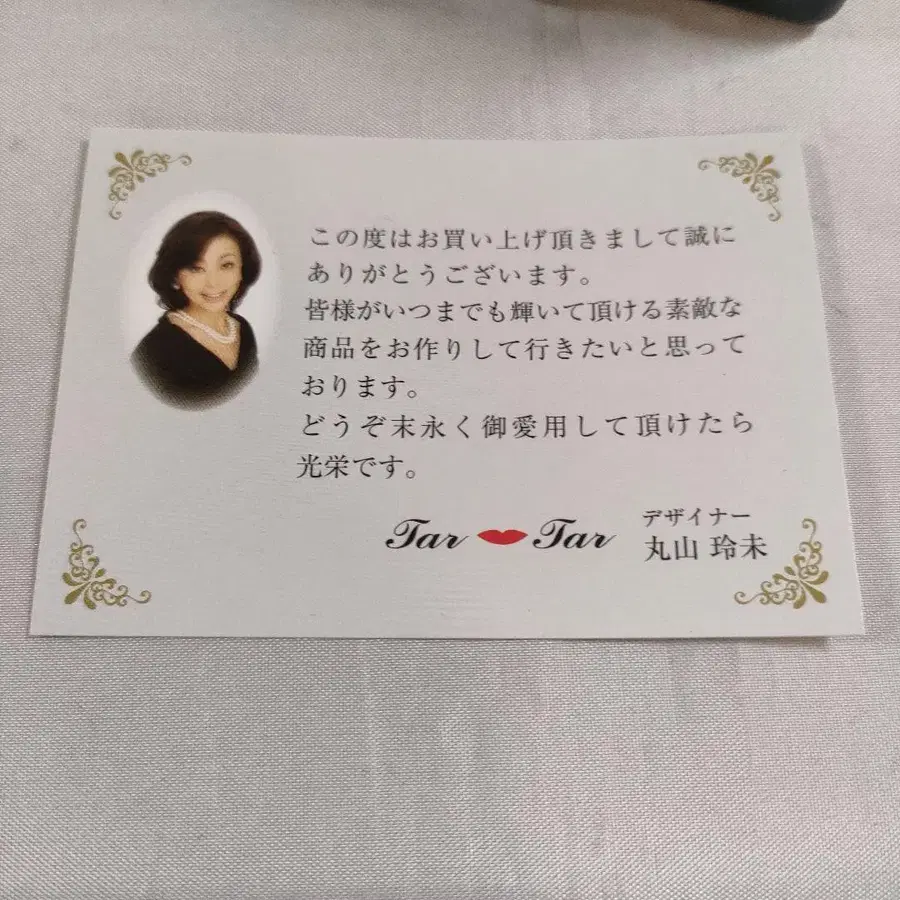 この度はお買い上げ頂きまして誠に
ありがとうございます。
皆様がいつまでも輝いて頂ける素敵な
商品をお作りして行きたいと思って
おります。
どうぞ末永く御愛用して頂けたら
光栄です。
Tar Tar
デザイナー
丸山 玲未